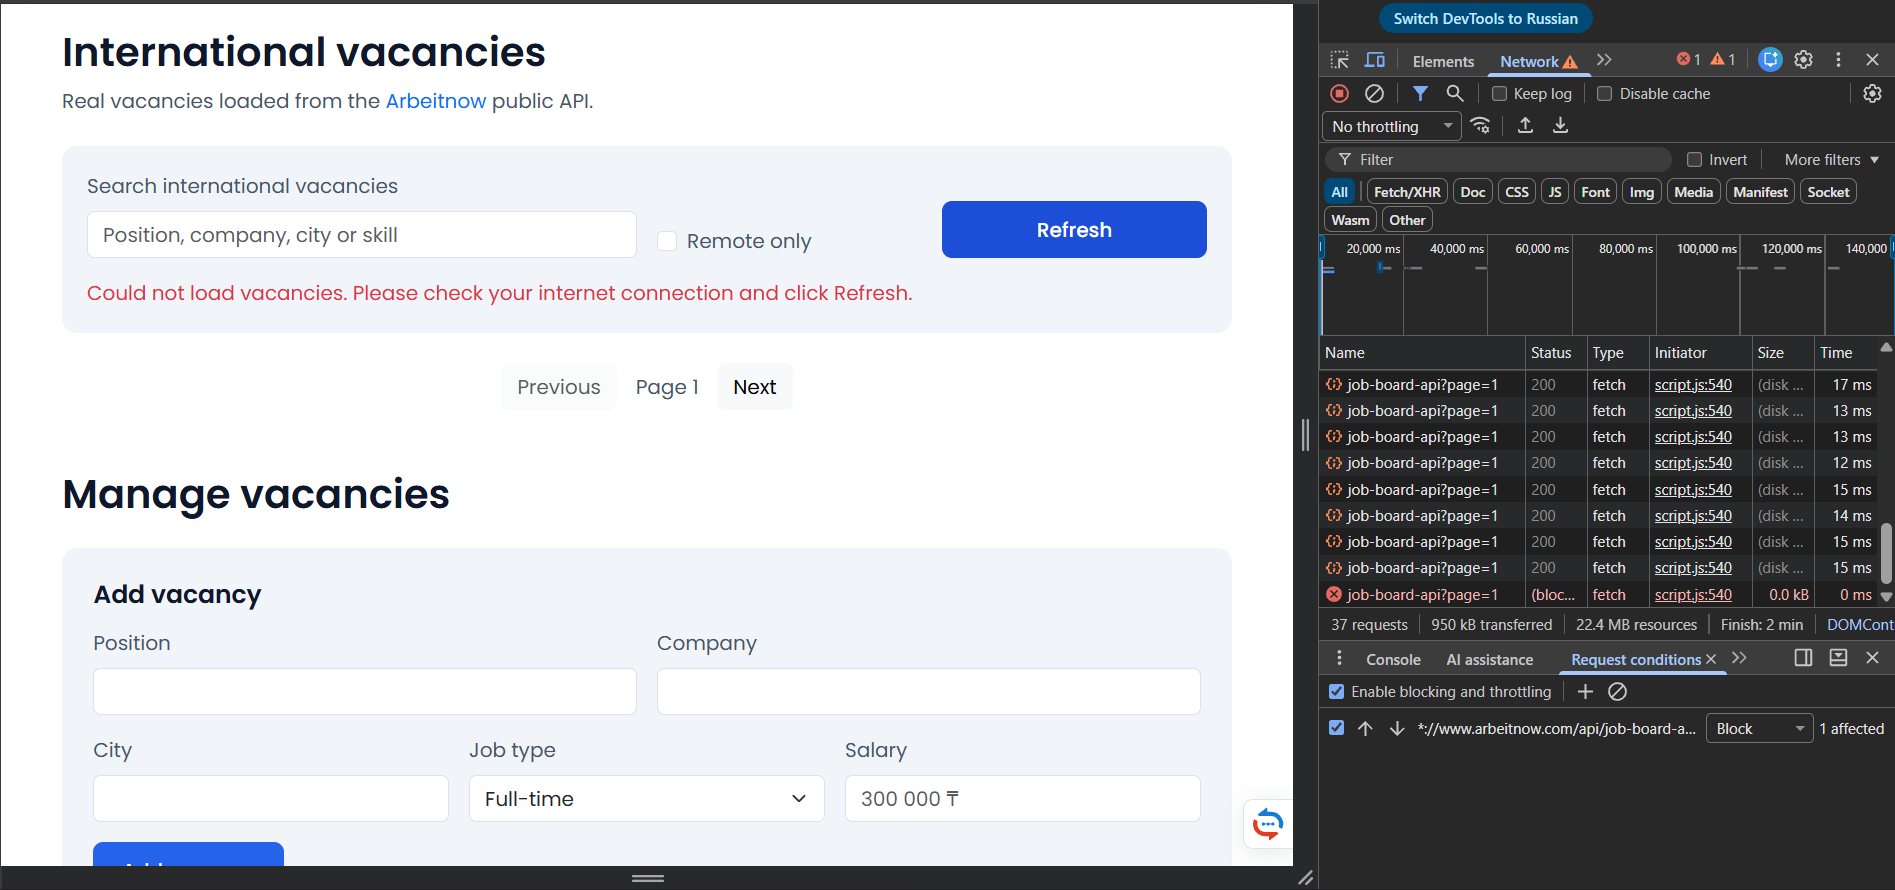 International vacancies
Real vacancies loaded from the Arbeitnow public API.
Search international vacancies
Position, company, city or skill
Remote only
Refresh
Could not load vacancies. Please check your internet connection and click Refresh.
Previous Page 1 Next
Manage vacancies
Add vacancy
Position Company
City Job type Salary
Full-time
300 000 ₸
Switch DevTools to Russian
Elements Network 1 1
Keep log Disable cache
No throttling
Filter Invert More filters
All Fetch/XHR Doc CSS JS Font Img Media Manifest Socket
Wasm Other
20,000 ms 40,000 ms 60,000 ms 80,000 ms 100,000 ms 120,000 ms 140,000
Name Status Type Initiator Size Time
job-board-api?page=1 200 fetch script.js:540 (disk ... 17 ms
job-board-api?page=1 200 fetch script.js:540 (disk ... 13 ms
job-board-api?page=1 200 fetch script.js:540 (disk ... 13 ms
job-board-api?page=1 200 fetch script.js:540 (disk ... 12 ms
job-board-api?page=1 200 fetch script.js:540 (disk ... 15 ms
job-board-api?page=1 200 fetch script.js:540 (disk ... 14 ms
job-board-api?page=1 200 fetch script.js:540 (disk ... 15 ms
job-board-api?page=1 200 fetch script.js:540 (disk ... 15 ms
job-board-api?page=1 (bloc... fetch script.js:540 0.0 kB 0 ms
37 requests 950 kB transferred 22.4 MB resources Finish: 2 min DOMCont
Console AI assistance Request conditions
Enable blocking and throttling
*://www.arbeitnow.com/api/job-board-a... Block 1 affected